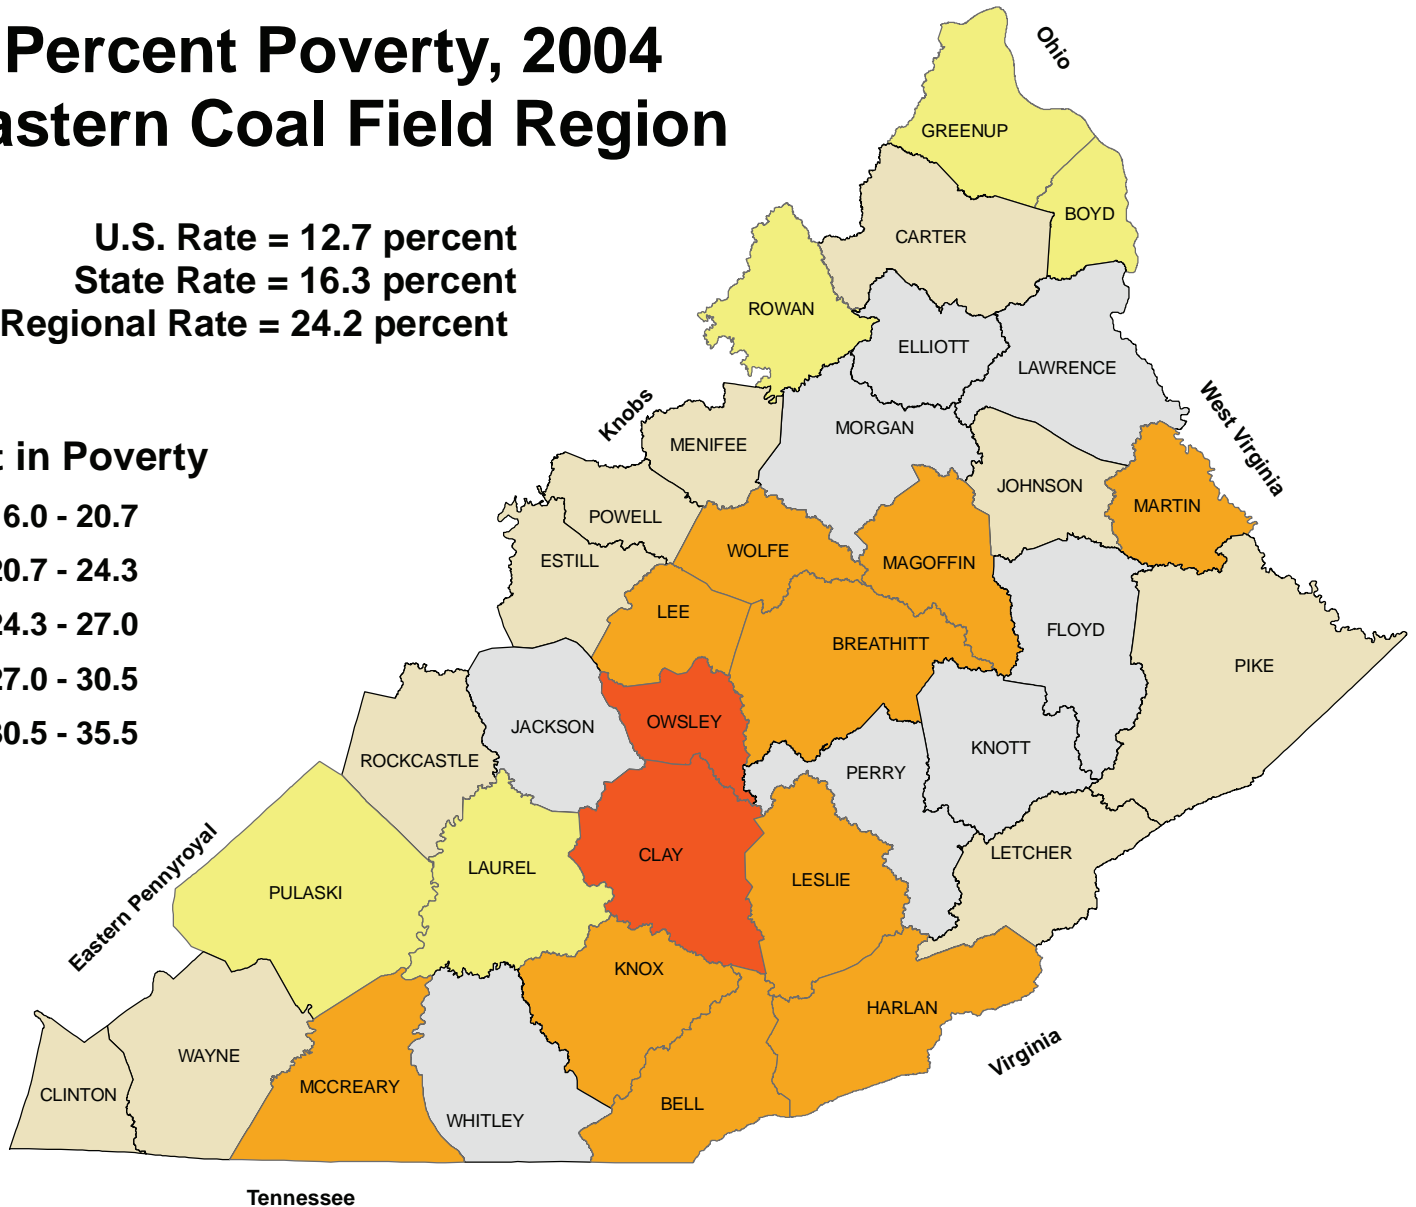 Percent Poverty, 2004
astern Coal Field Region
U.S. Rate = 12.7 percent
State Rate = 16.3 percent
Regional Rate = 24.2 percent
in Poverty
6.0 - 20.7
20.7 - 24.3
24.3 - 27.0
27.0 - 30.5
30.5 - 35.5
Ohio
GREENUP
BOYD
CARTER
ROWAN
ELLIOTT
LAWRENCE
Knobs
West Virginia
MORGAN
MENIFEE
JOHNSON
MARTIN
POWELL
WOLFE
ESTILL
MAGOFFIN
LEE
FLOYD
BREATHITT
PIKE
OWSLEY
JACKSON
KNOTT
ROCKCASTLE
PERRY
Eastern Pennyroyal
LETCHER
CLAY
LAUREL
LESLIE
PULASKI
KNOX
HARLAN
Virginia
WAYNE
MCCREARY
CLINTON
BELL
WHITLEY
Tennessee